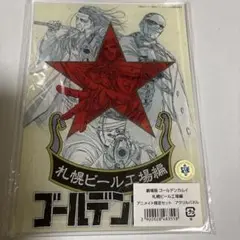 札幌ビール工場編
ゴールデン
劇場版 ゴールデンカムイ
札幌ビール工場編
アニメイト限定セット アクリルパネル